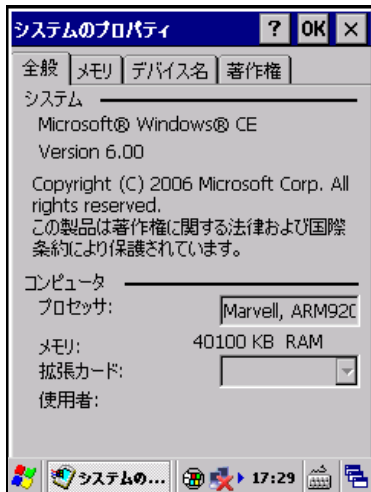 システムのプロパティ ? OK ×
全般 メモリ デバイス名 著作権
システム
Microsoft® Windows® CE
Version 6.00
Copyright (C) 2006 Microsoft Corp. All
rights reserved.
この製品は著作権に関する法律および国際
条約により保護されています。
コンピュータ
プロセッサ: Marvell, ARM920
メモリ: 40100 KB RAM
拡張カード:
使用者:
システムの... 17:29